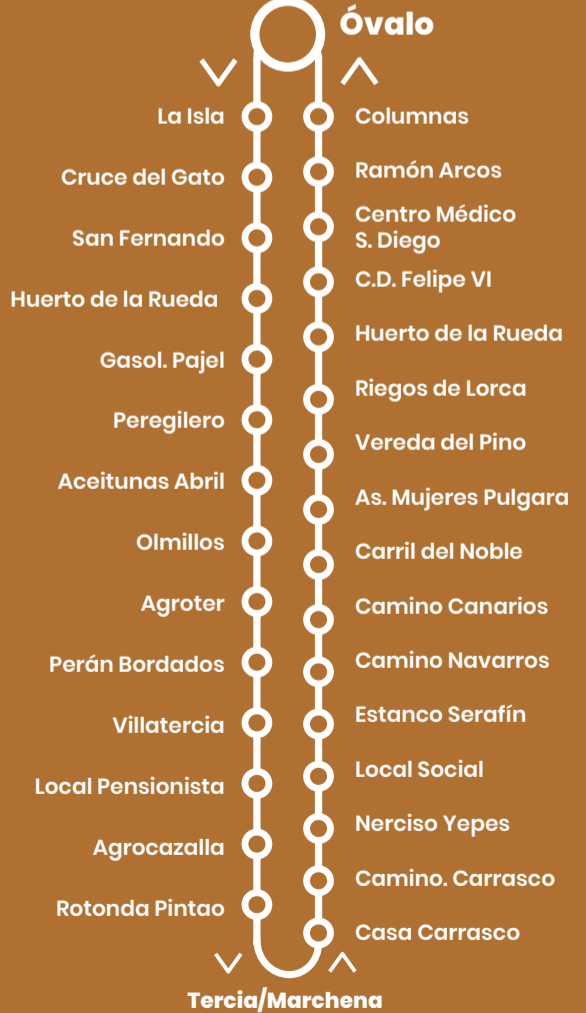 Óvalo
La Isla
Cruce del Gato
San Fernando
Huerto de la Rueda
Gasol. Pajel
Peregilero
Aceitunas Abril
Olmillos
Agroter
Perán Bordados
Villatercia
Local Pensionista
Agrocazalla
Rotonda Pintao
Columnas
Ramón Arcos
Centro Médico
S. Diego
C.D. Felipe VI
Huerto de la Rueda
Riegos de Lorca
Vereda del Pino
As. Mujeres Pulgara
Carril del Noble
Camino Canarios
Camino Navarros
Estanco Serafín
Local Social
Nerciso Yepes
Camino. Carrasco
Casa Carrasco
Tercia/Marchena